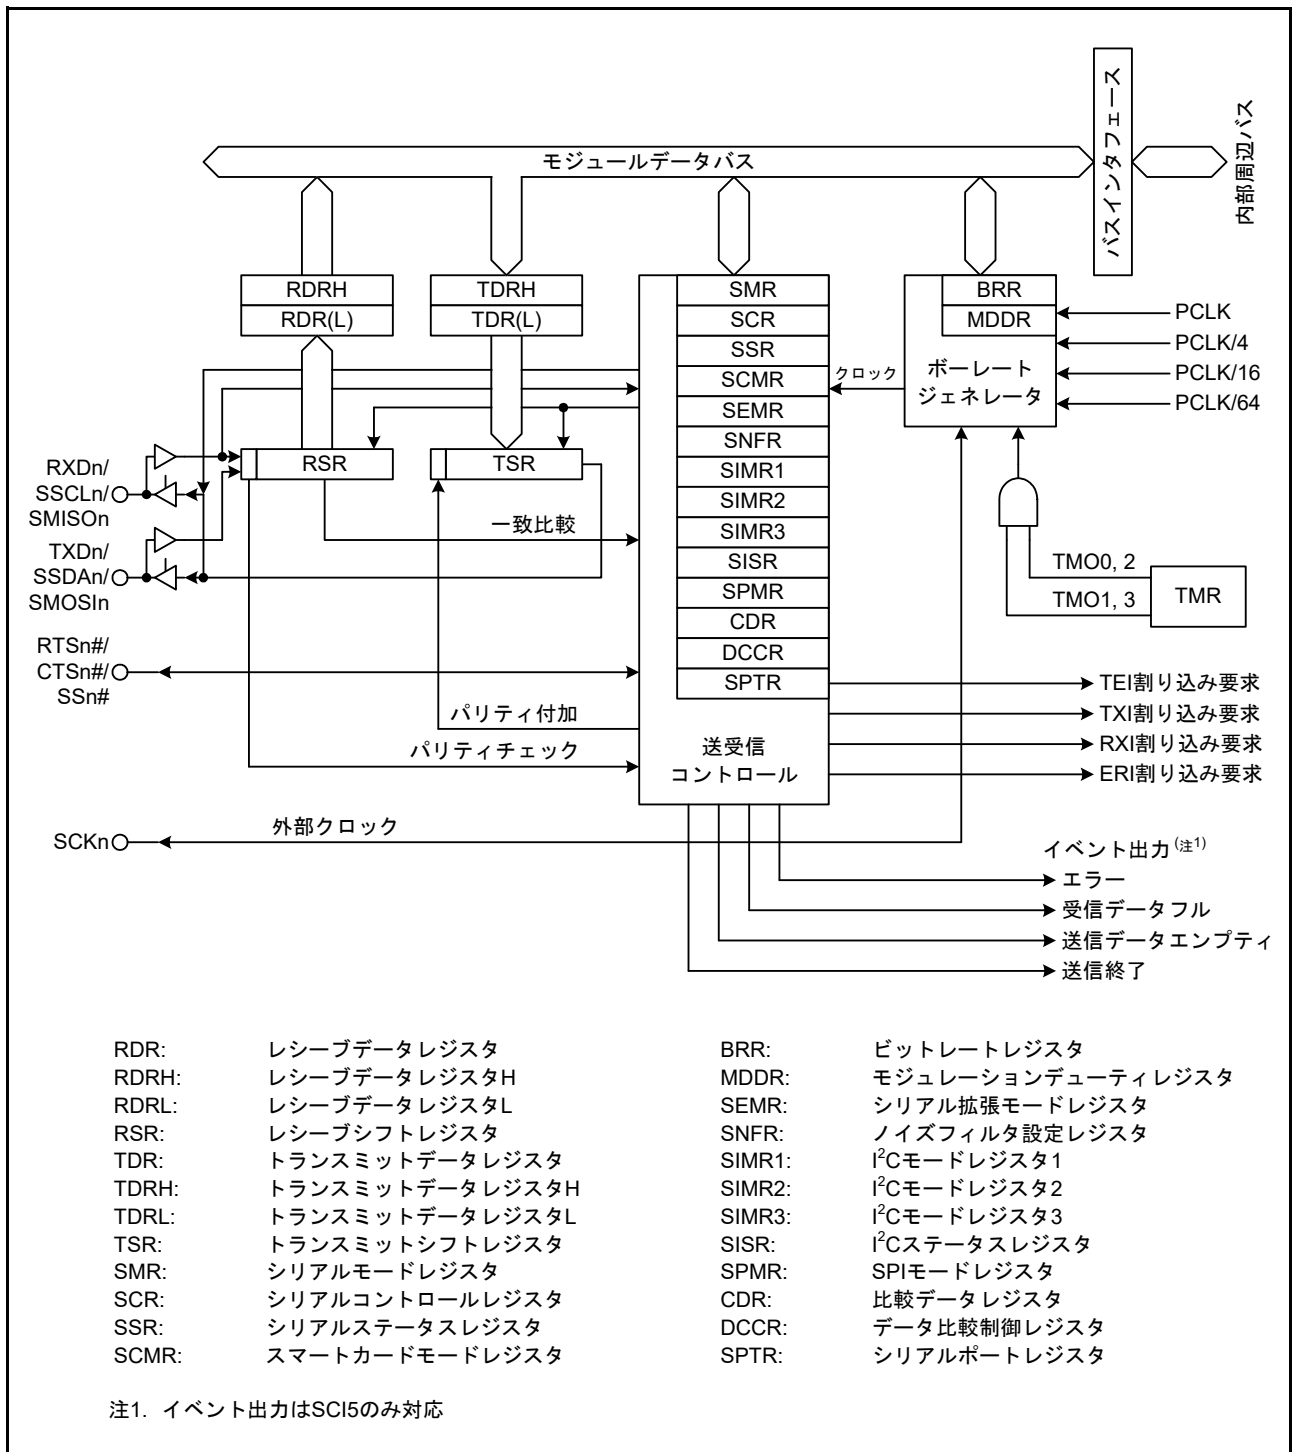 モジュールデータバス
バスインタフェース
内部周辺バス
RDRH
RDR(L)
TDRH
TDR(L)
SMR
SCR
SSR
SCMR
SEMR
SNFR
SIMR1
SIMR2
SIMR3
SISR
SPMR
CDR
DCCR
SPTR
送受信
コントロール
BRR
MDDR
ボーレート
ジェネレータ
クロック
PCLK
PCLK/4
PCLK/16
PCLK/64
RSR
TSR
RXDn/
SSCLn/
SMISOn
TXDn/
SSDAn/
SMOSIn
一致比較
TMO0, 2
TMO1, 3
TMR
RTSn#/
CTSn#/
SSn#
パリティ付加
パリティチェック
TEI割り込み要求
TXI割り込み要求
RXI割り込み要求
ERI割り込み要求
SCKn
外部クロック
イベント出力(注1)
エラー
受信データフル
送信データエンプティ
送信終了
RDR: レシーブデータレジスタ
RDRH: レシーブデータレジスタH
RDRL: レシーブデータレジスタL
RSR: レシーブシフトレジスタ
TDR: トランスミットデータレジスタ
TDRH: トランスミットデータレジスタH
TDRL: トランスミットデータレジスタL
TSR: トランスミットシフトレジスタ
SMR: シリアルモードレジスタ
SCR: シリアルコントロールレジスタ
SSR: シリアルステータスレジスタ
SCMR: スマートカードモードレジスタ
BRR: ビットレートレジスタ
MDDR: モジュレーションデューティレジスタ
SEMR: シリアル拡張モードレジスタ
SNFR: ノイズフィルタ設定レジスタ
SIMR1: I²Cモードレジスタ1
SIMR2: I²Cモードレジスタ2
SIMR3: I²Cモードレジスタ3
SISR: I²Cステータスレジスタ
SPMR: SPIモードレジスタ
CDR: 比較データレジスタ
DCCR: データ比較制御レジスタ
SPTR: シリアルポートレジスタ
注1. イベント出力はSCI5のみ対応